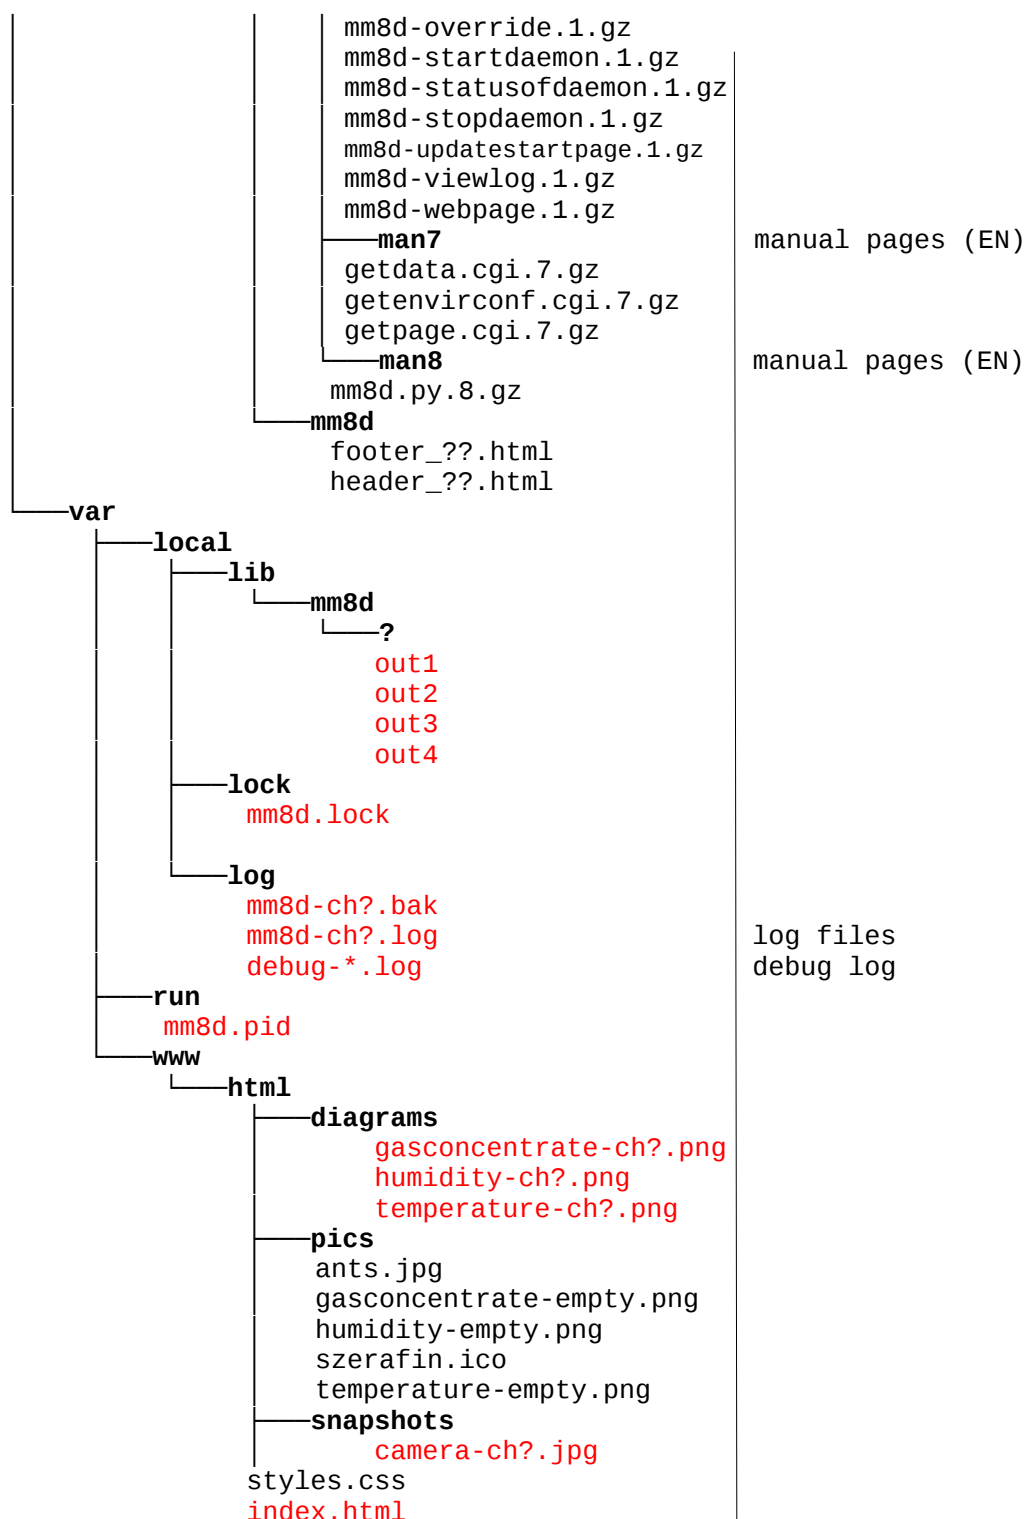 mm8d-override.1.gz
mm8d-startdaemon.1.gz
mm8d-statusofdaemon.1.gz
mm8d-stopdaemon.1.gz
mm8d-updatestartpage.1.gz
mm8d-viewlog.1.gz
mm8d-webpage.1.gz
man7 manual pages (EN)
getdata.cgi.7.gz
getenvirconf.cgi.7.gz
getpage.cgi.7.gz
man8 manual pages (EN)
mm8d.py.8.gz
mm8d
footer_??.html
header_??.html
var
local
lib
mm8d
?
out1
out2
out3
out4
lock
mm8d.lock
log
mm8d-ch?.bak
mm8d-ch?.log log files
debug-*.log debug log
run
mm8d.pid
www
html
diagrams
gasconcentrate-ch?.png
humidity-ch?.png
temperature-ch?.png
pics
ants.jpg
gasconcentrate-empty.png
humidity-empty.png
szerafin.ico
temperature-empty.png
snapshots
camera-ch?.jpg
styles.css
index.html